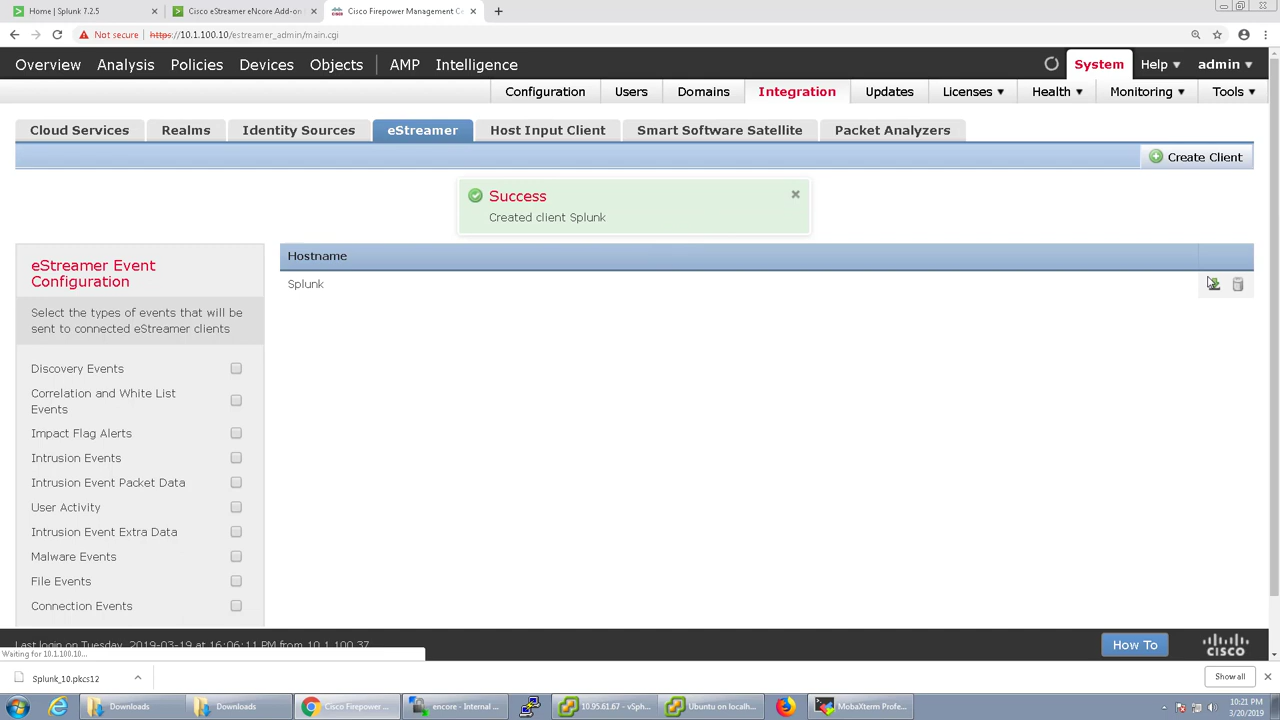 Home | Splunk 7.2.5
Cisco eStreamer eNcore Add-on
Cisco Firepower Management Ce
Not secure
https://10.1.100.10/estreamer_admin/main.cgi
Overview Analysis Policies Devices Objects AMP Intelligence
System Help admin
Configuration Users Domains Integration Updates Licenses Health Monitoring Tools
Cloud Services Realms Identity Sources eStreamer Host Input Client Smart Software Satellite Packet Analyzers
Create Client
Success
Created client Splunk
eStreamer Event
Configuration
Select the types of events that will be
sent to connected eStreamer clients
Discovery Events
Correlation and White List
Events
Impact Flag Alerts
Intrusion Events
Intrusion Event Packet Data
User Activity
Intrusion Event Extra Data
Malware Events
File Events
Connection Events
Hostname
Splunk
Last login on Tuesday, 2019-03-19 at 16:06:11 PM from 10.1.100.37
How To
cisco
Waiting for 10.1.100.10...
Splunk_10.pkcs12
Show all
Downloads
Downloads
Cisco Firepower ...
encore - Internal ...
10.95.61.67 - vSph...
Ubuntu on localh...
MobaXterm Profe...
10:21 PM
3/20/2019